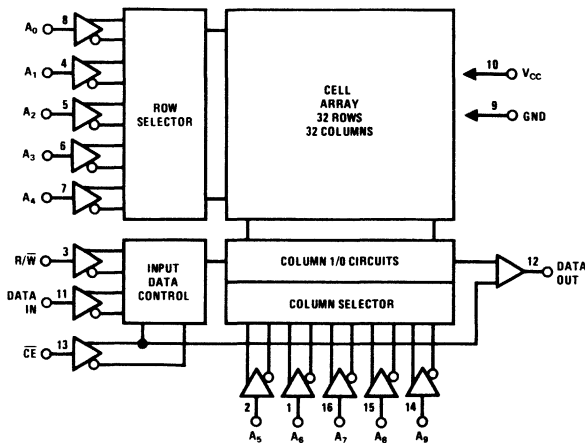 A0 8
A1 4
A2 5
A3 6
A4 7
ROW
SELECTOR
CELL
ARRAY
32 ROWS
32 COLUMNS
10 VCC
9 GND
R/W̅ 3
DATA
IN 11
C̅E̅ 13
INPUT
DATA
CONTROL
COLUMN 1/0 CIRCUITS
COLUMN SELECTOR
12 DATA
OUT
2 1 16 15 14
A5 A6 A7 A8 A9